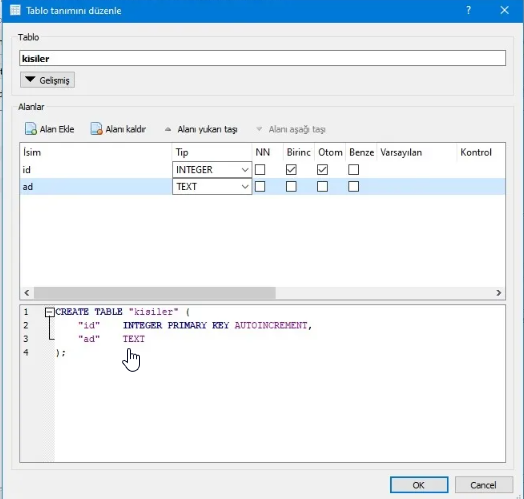 Tablo tanımını düzenle
Tablo
kisiler
Gelişmiş
Alanlar
Alan Ekle Alanı kaldır Alanı yukarı taşı Alanı aşağı taşı
İsim Tip NN Birinc Otom Benze Varsayılan Kontrol
id INTEGER
ad TEXT
1 CREATE TABLE "kisiler" (
2 "id" INTEGER PRIMARY KEY AUTOINCREMENT,
3 "ad" TEXT
4 );
OK Cancel